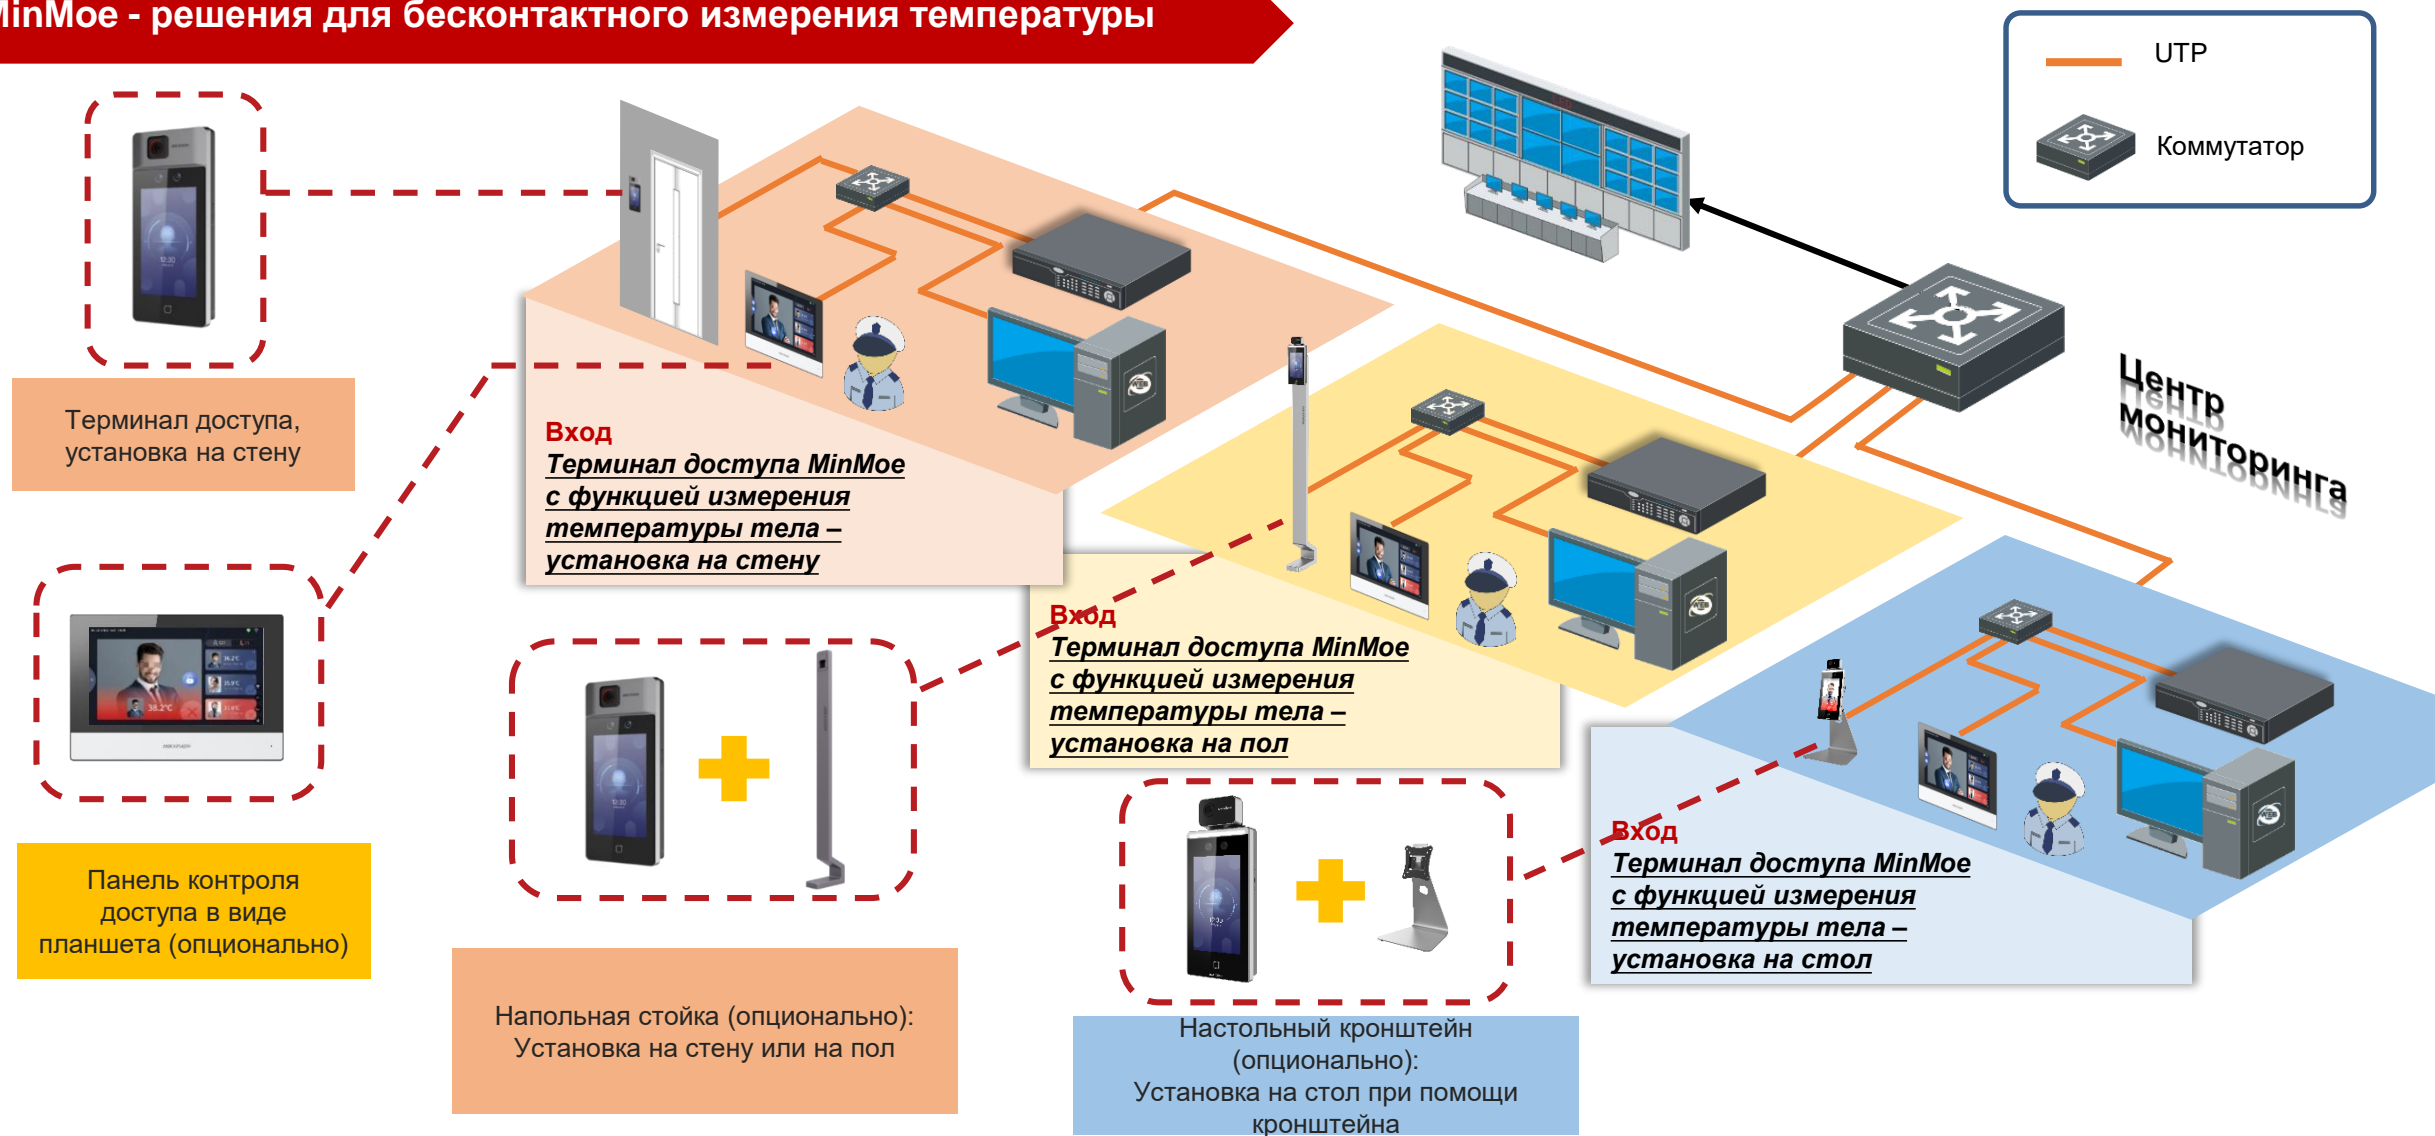 MinMoe - решения для бесконтактного измерения температуры
UTP
Коммутатор
Терминал доступа,
установка на стену
Вход
Терминал доступа MinMoe
с функцией измерения
температуры тела –
установка на стену
Центр
мониторинга
Вход
Терминал доступа MinMoe
с функцией измерения
температуры тела –
установка на пол
38.2°C
Панель контроля
доступа в виде
планшета (опционально)
Вход
Терминал доступа MinMoe
с функцией измерения
температуры тела –
установка на стол
Напольная стойка (опционально):
Установка на стену или на пол
Настольный кронштейн
(опционально):
Установка на стол при помощи
кронштейна